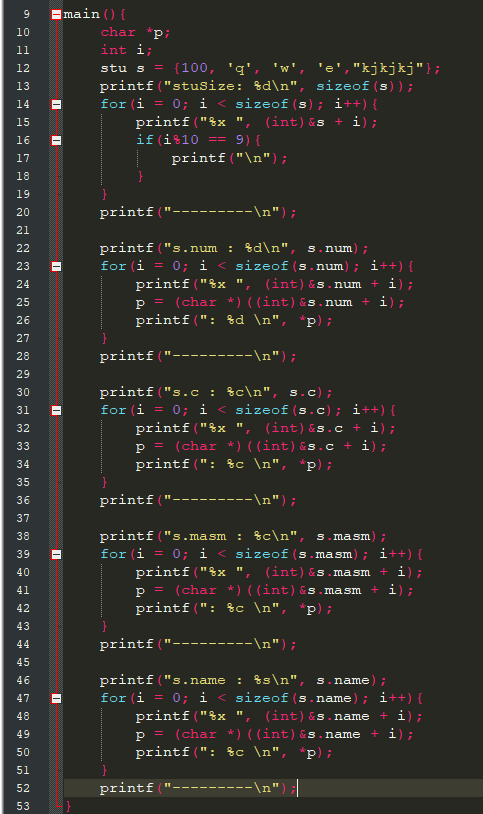 9 main(){
10 char *p;
11 int i;
12 stu s = {100, 'q', 'w', 'e',"kjkjkj"};
13 printf("stuSize: %d\n", sizeof(s));
14 for(i = 0; i < sizeof(s); i++){
15 printf("%x ", (int)&s + i);
16 if(i%10 == 9){
17 printf("\n");
18 }
19 }
20 printf("---------\n");
21
22 printf("s.num : %d\n", s.num);
23 for(i = 0; i < sizeof(s.num); i++){
24 printf("%x ", (int)&s.num + i);
25 p = (char *)((int)&s.num + i);
26 printf(": %d \n", *p);
27 }
28 printf("---------\n");
29
30 printf("s.c : %c\n", s.c);
31 for(i = 0; i < sizeof(s.c); i++){
32 printf("%x ", (int)&s.c + i);
33 p = (char *)((int)&s.c + i);
34 printf(": %c \n", *p);
35 }
36 printf("---------\n");
37
38 printf("s.masm : %c\n", s.masm);
39 for(i = 0; i < sizeof(s.masm); i++){
40 printf("%x ", (int)&s.masm + i);
41 p = (char *)((int)&s.masm + i);
42 printf(": %c \n", *p);
43 }
44 printf("---------\n");
45
46 printf("s.name : %s\n", s.name);
47 for(i = 0; i < sizeof(s.name); i++){
48 printf("%x ", (int)&s.name + i);
49 p = (char *)((int)&s.name + i);
50 printf(": %c \n", *p);
51 }
52 printf("---------\n");
53 }